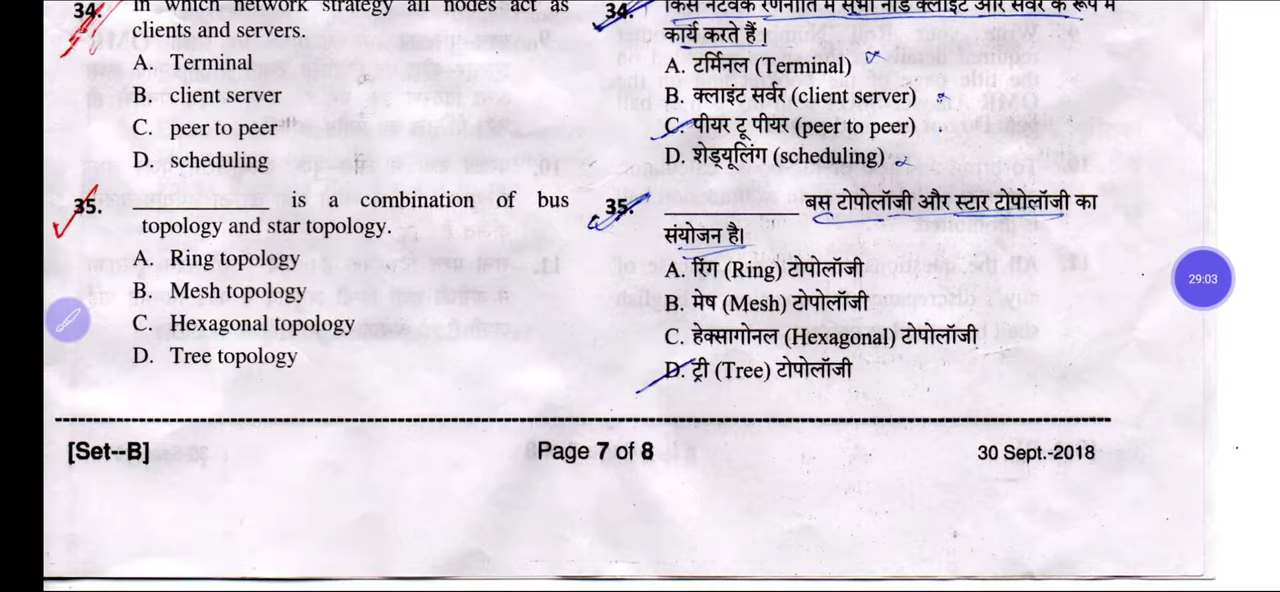 34. In which network strategy all nodes act as
clients and servers.
A. Terminal
B. client server
C. peer to peer
D. scheduling
35. ______________ is a combination of bus
topology and star topology.
A. Ring topology
B. Mesh topology
C. Hexagonal topology
D. Tree topology
34. किस नेटवर्क रणनीति में सभी नोड क्लाइंट और सर्वर के रूप में
कार्य करते हैं।
A. टर्मिनल (Terminal)
B. क्लाइंट सर्वर (client server)
C. पीयर टू पीयर (peer to peer)
D. शेड्यूलिंग (scheduling)
35. ______________ बस टोपोलॉजी और स्टार टोपोलॉजी का
संयोजन है।
A. रिंग (Ring) टोपोलॉजी
B. मेष (Mesh) टोपोलॉजी
C. हेक्सागोनल (Hexagonal) टोपोलॉजी
D. ट्री (Tree) टोपोलॉजी
[Set--B] Page 7 of 8 30 Sept.-2018
29:03